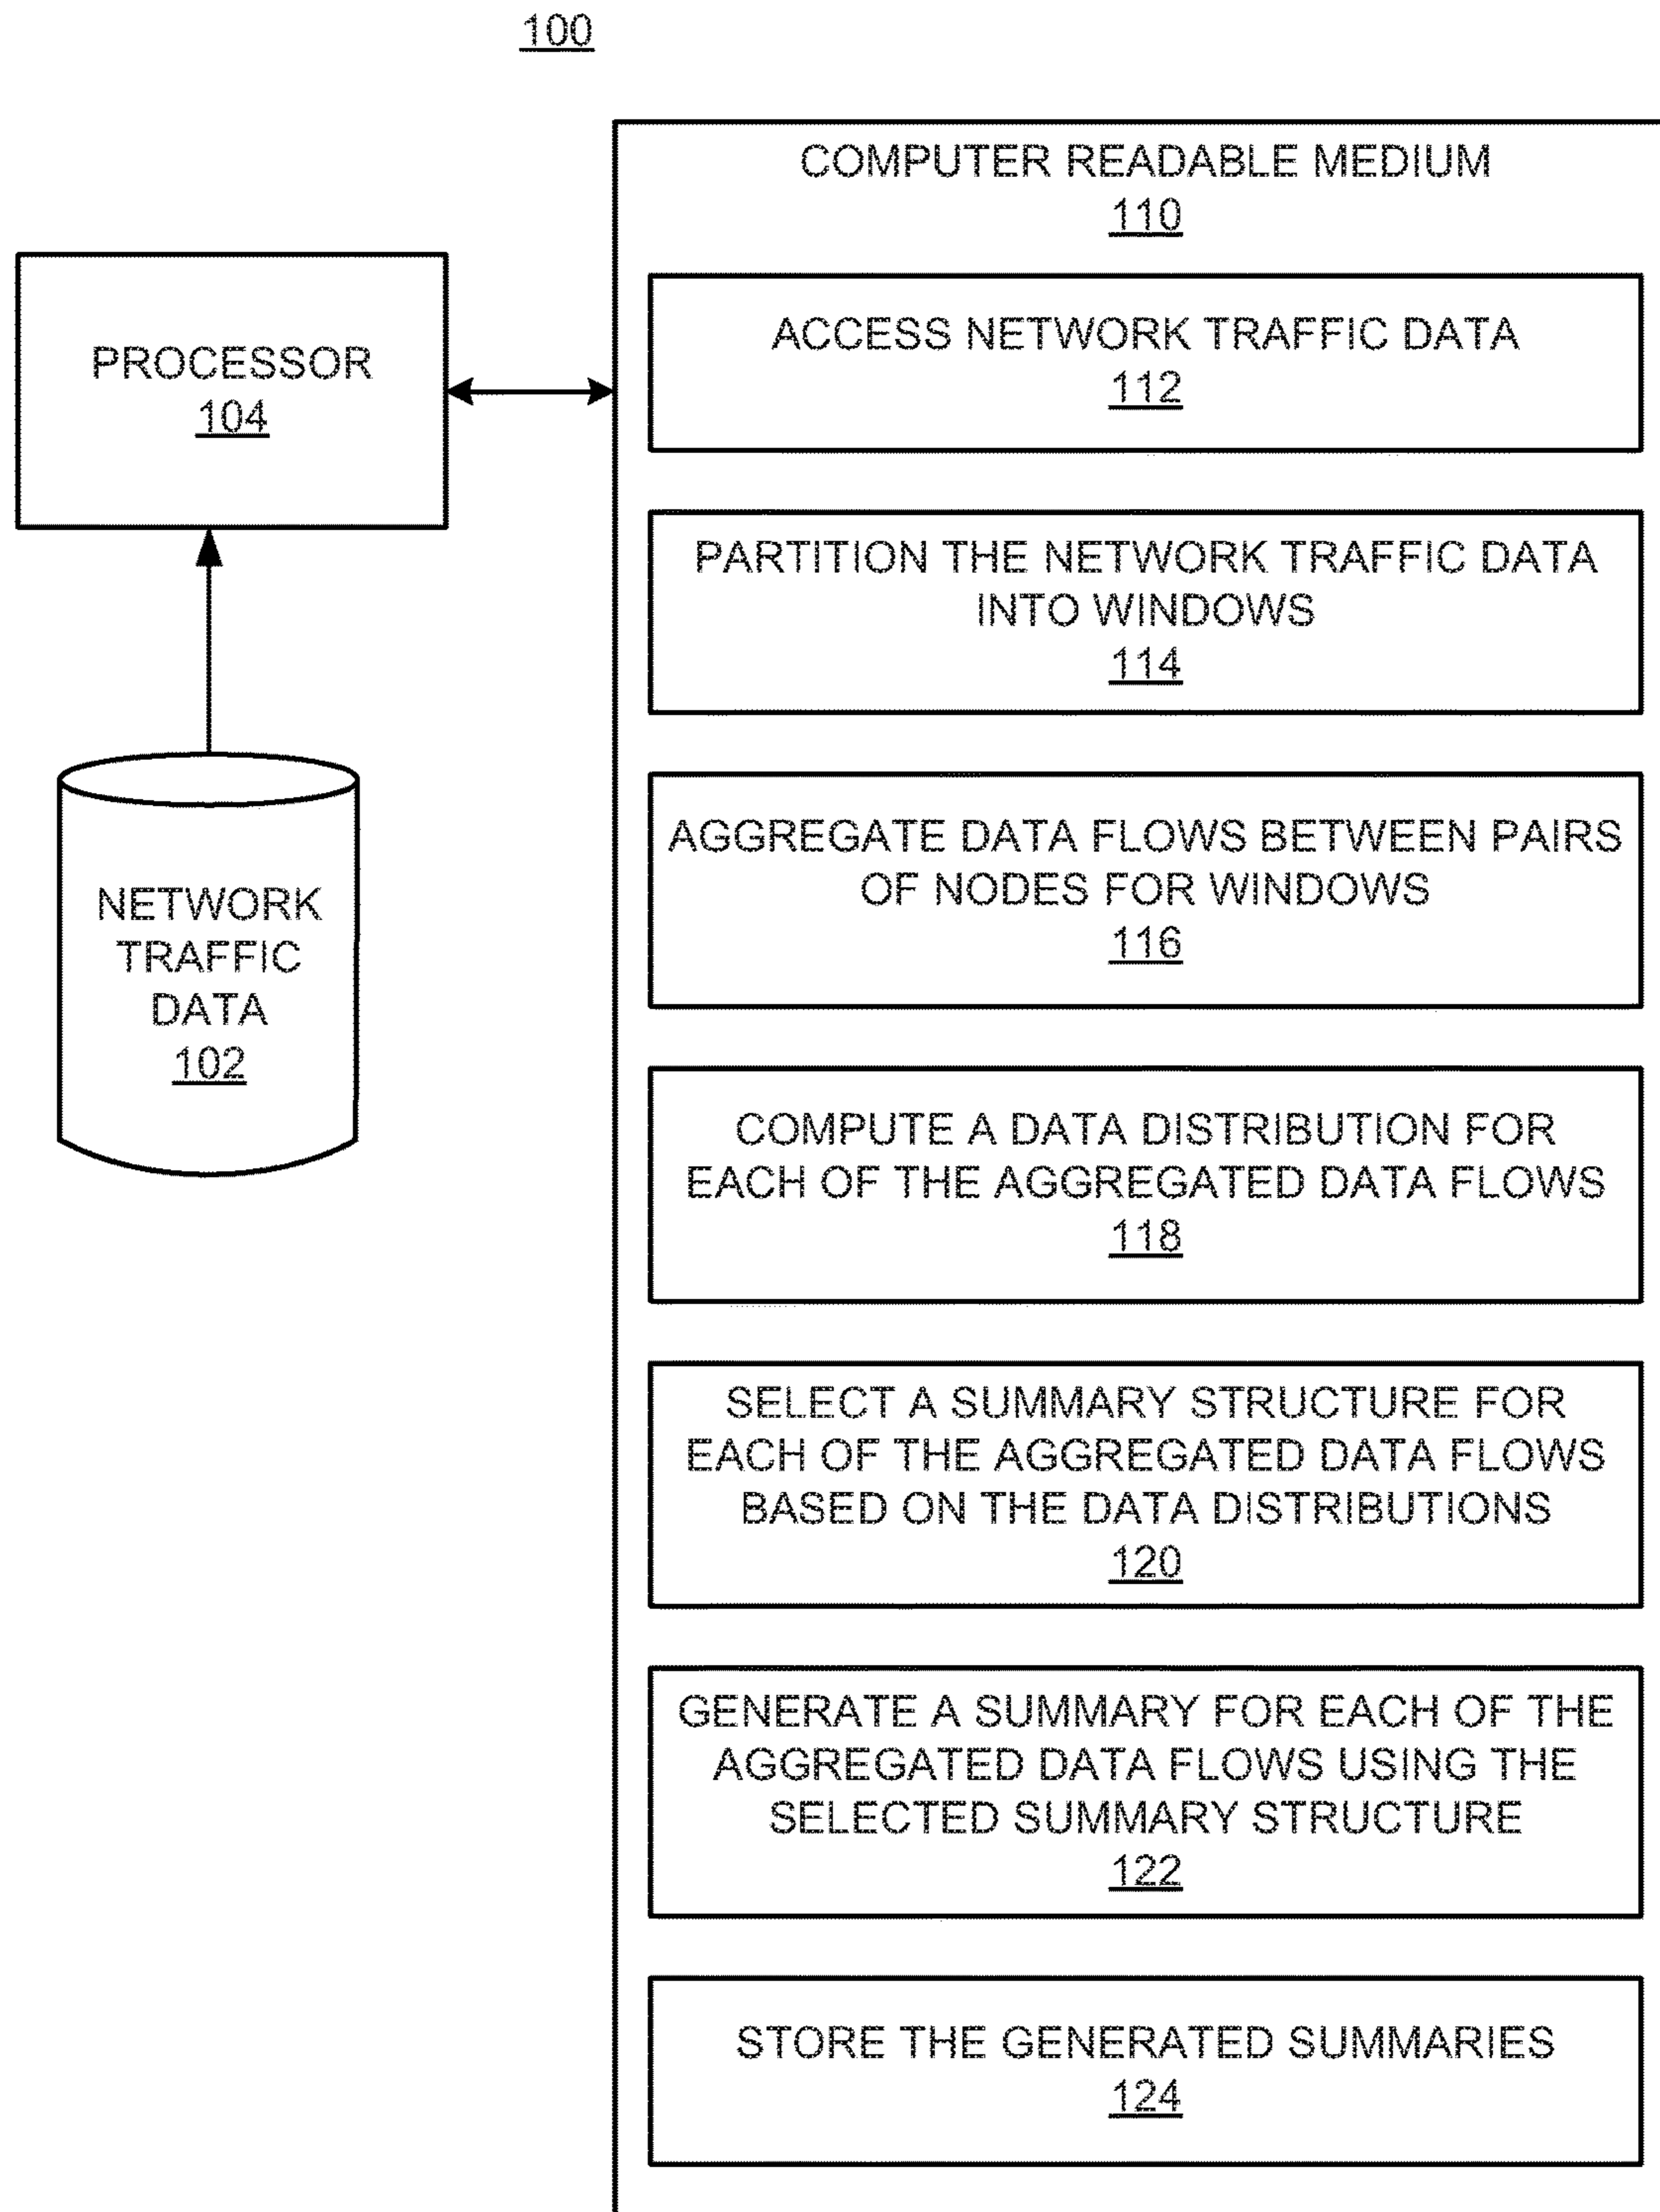 100
COMPUTER READABLE MEDIUM
110
PROCESSOR
104
NETWORK
TRAFFIC
DATA
102
ACCESS NETWORK TRAFFIC DATA
112
PARTITION THE NETWORK TRAFFIC DATA
INTO WINDOWS
114
AGGREGATE DATA FLOWS BETWEEN PAIRS
OF NODES FOR WINDOWS
116
COMPUTE A DATA DISTRIBUTION FOR
EACH OF THE AGGREGATED DATA FLOWS
118
SELECT A SUMMARY STRUCTURE FOR
EACH OF THE AGGREGATED DATA FLOWS
BASED ON THE DATA DISTRIBUTIONS
120
GENERATE A SUMMARY FOR EACH OF THE
AGGREGATED DATA FLOWS USING THE
SELECTED SUMMARY STRUCTURE
122
STORE THE GENERATED SUMMARIES
124